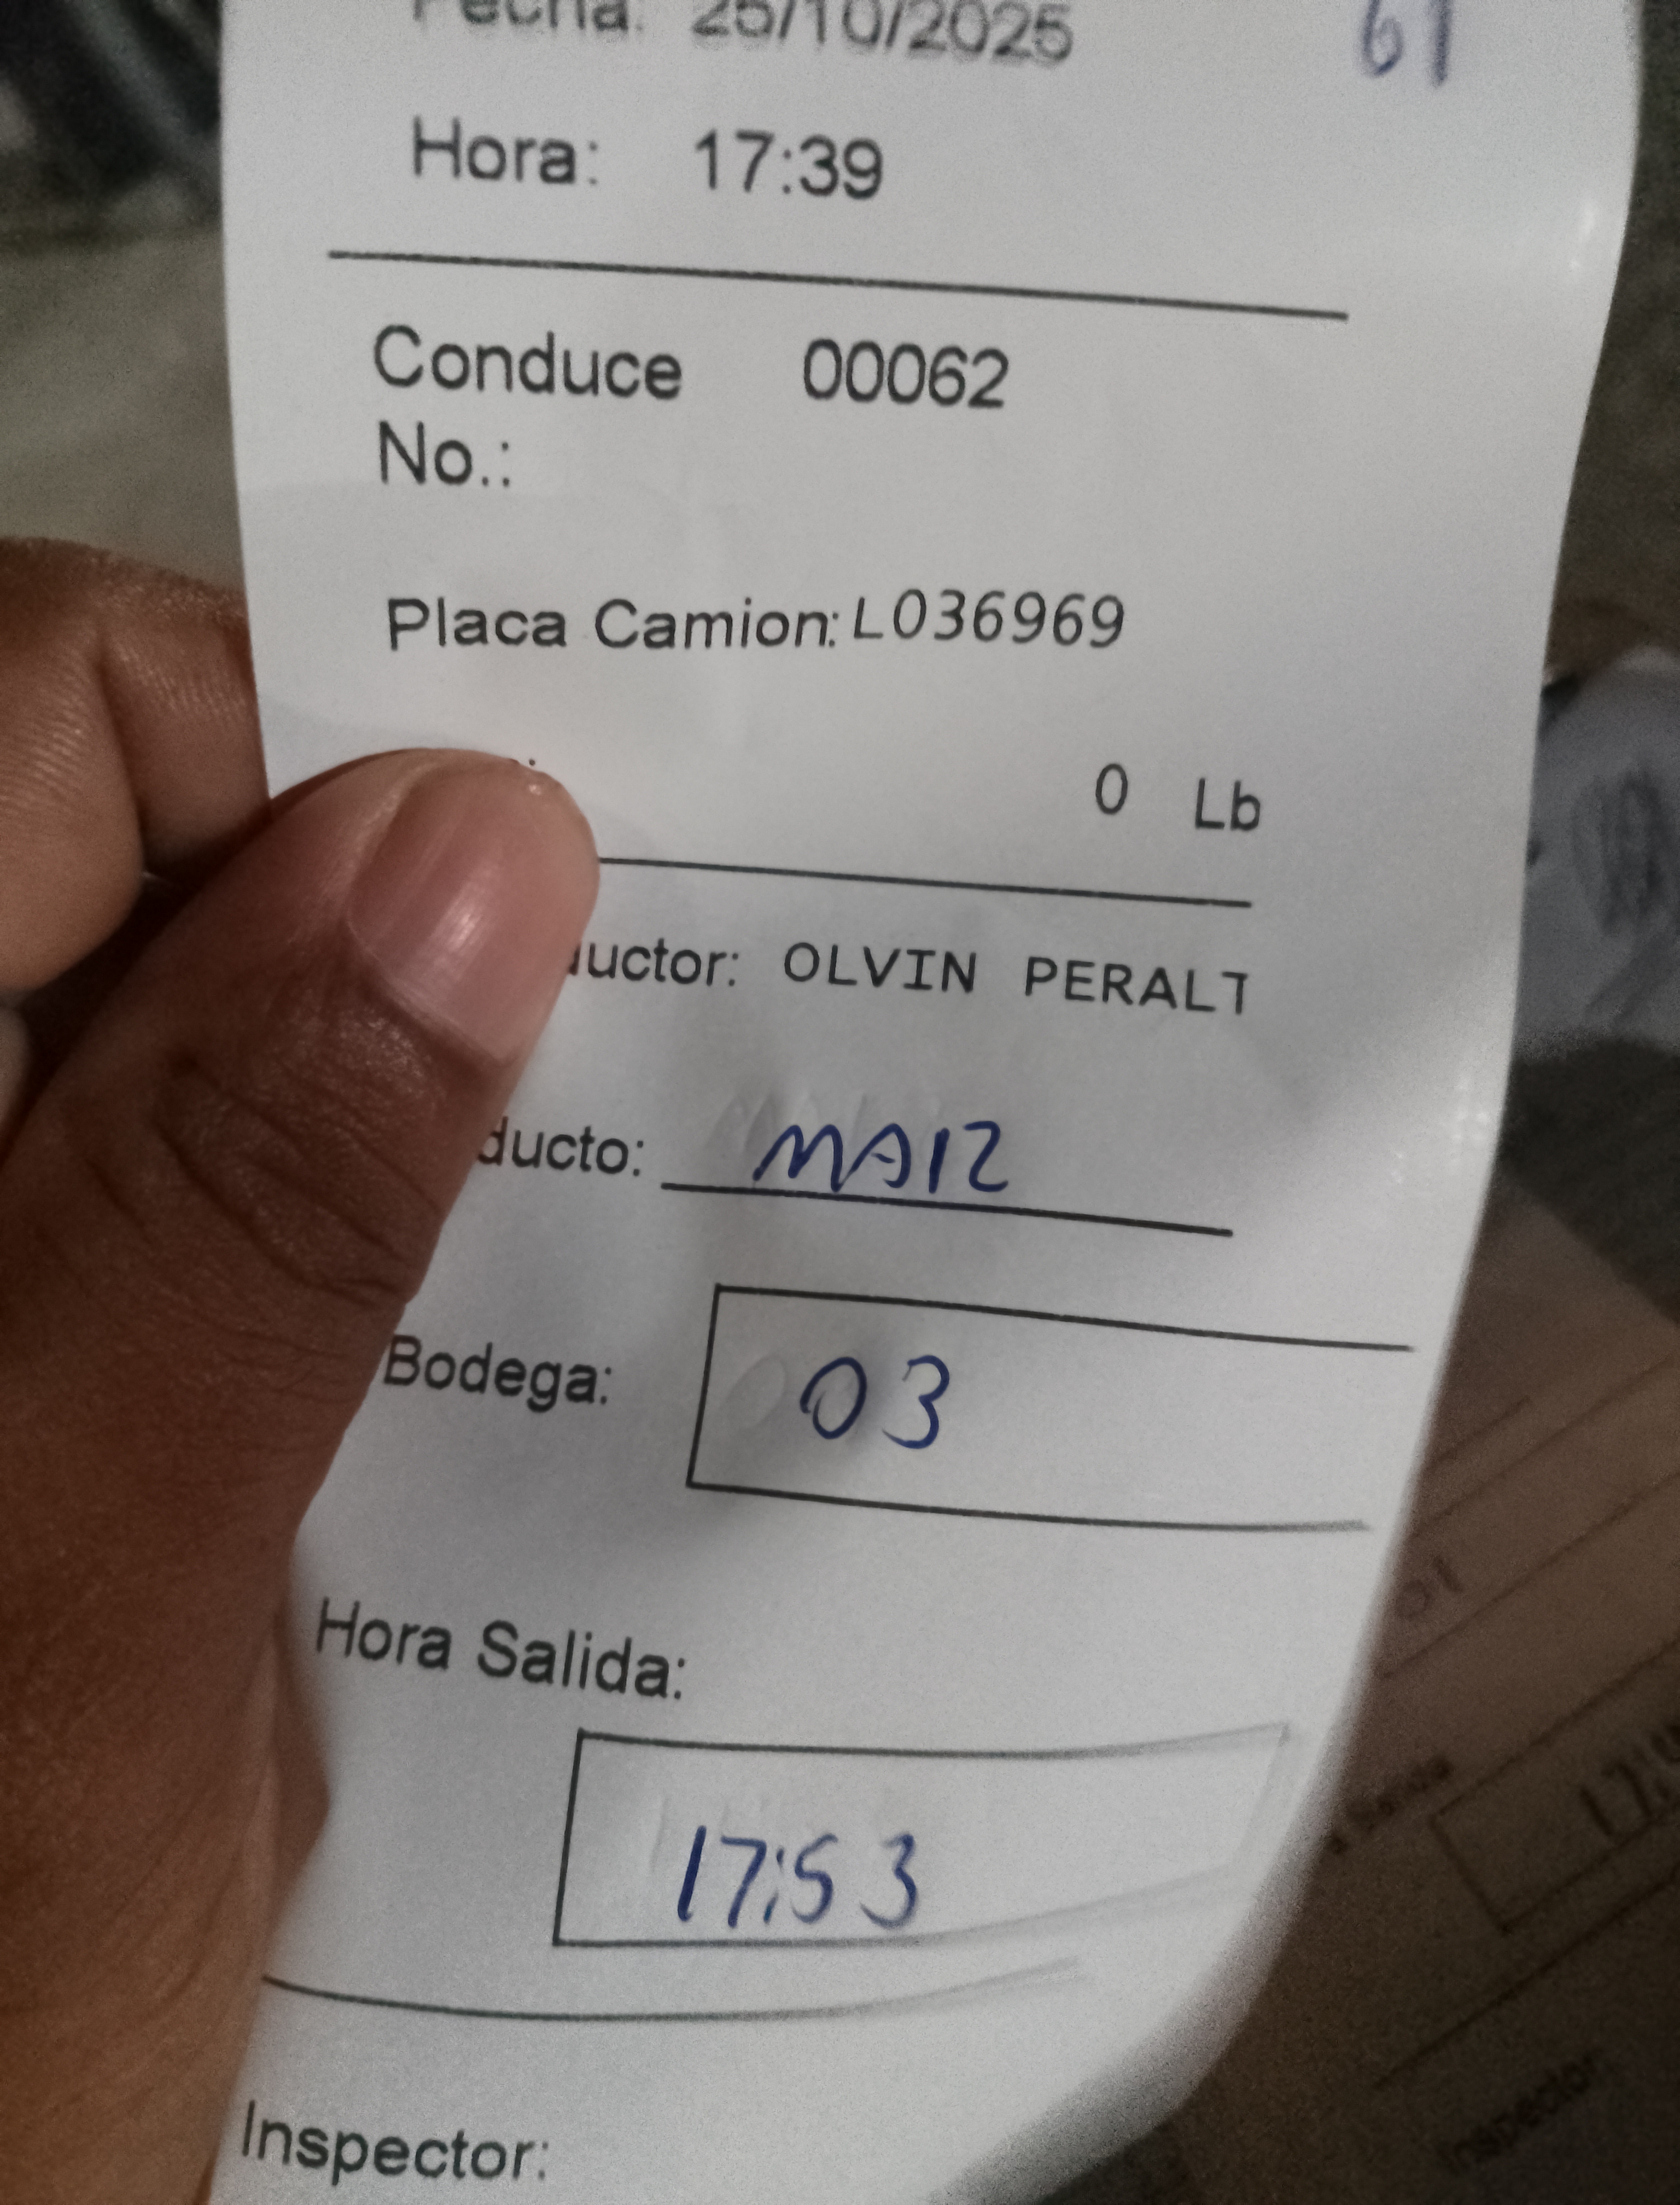 Fecha: 25/10/2025 61
Hora: 17:39
Conduce 00062
No.:
Placa Camion: L036969
0 Lb
uctor: OLVIN PERALT
ducto: MAIZ
Bodega: 03
Hora Salida:
17:53
Inspector:
Inspector